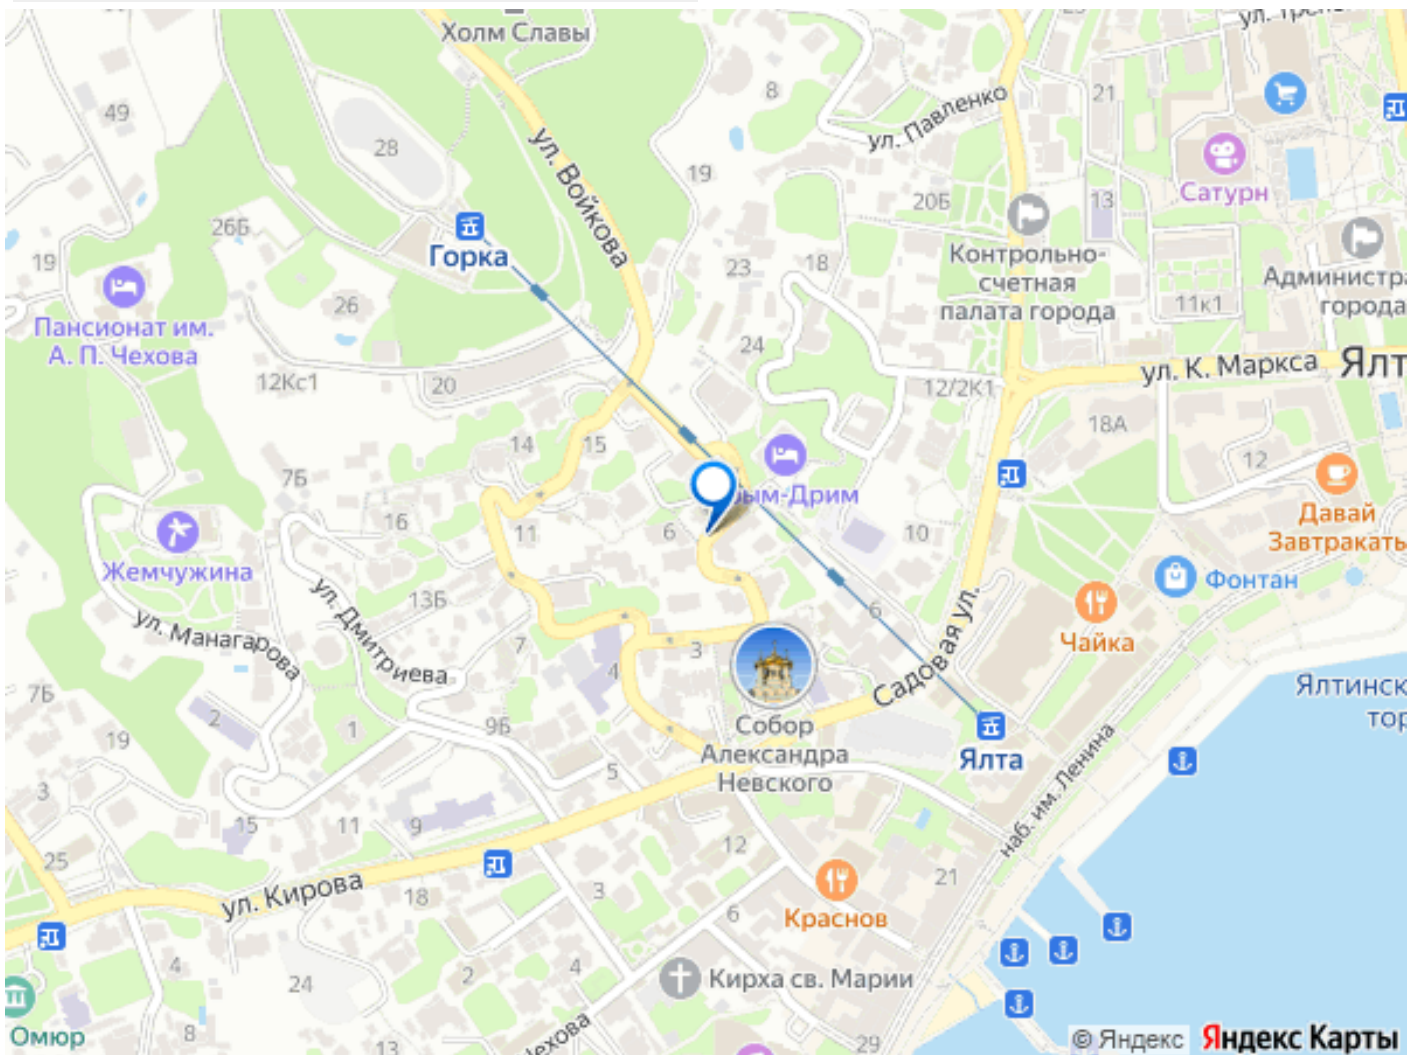 Холм Славы
49
8
ул. Павленко
21
28
ул. Войкова
19
Сатурн
20Б
13
26Б
Горка
19
Контрольно-
счетная
палата города
23
18
Пансионат им.
А. П. Чехова
26
11к1
Администра
города
24
ул. К. Маркса
Ялт
12Кс1
20
12/2К1
18А
14
15
12
7Б
Давай
Завтракать
16
11
6
10
Жемчужина
Фонтан
ул. Дмитриева
13Б
6
Чайка
ул. Манагарова
7
3
4
Садовая ул.
7Б
2
Ялтинск
тор
19
1
9Б
Собор
Александра
Невского
Ялта
5
3
15
11
9
наб. им. Ленина
12
25
ул. Кирова
18
3
21
6
Краснов
4
24
2
4
Кирха св. Марии
Омюр
8
13
29
© Яндекс
Яндекс Карты